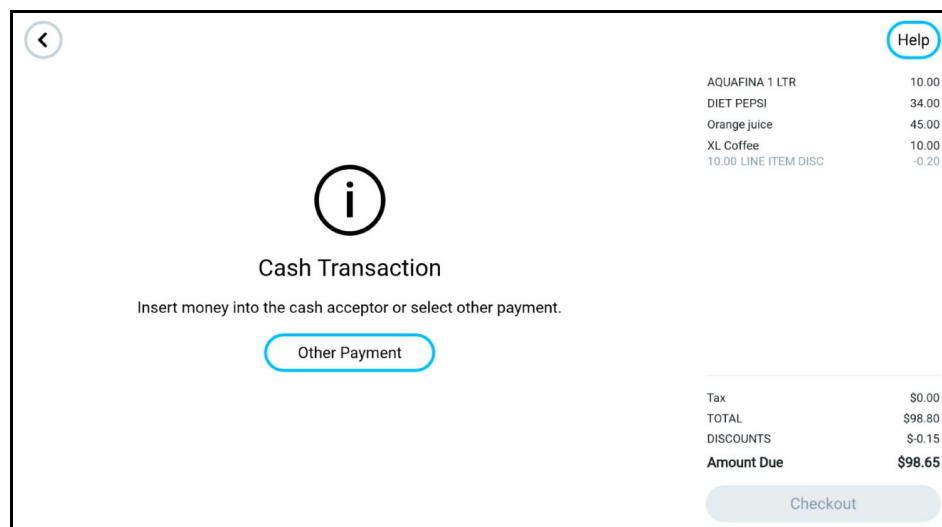 Help
AQUAFINA 1 LTR 10.00
DIET PEPSI 34.00
Orange juice 45.00
XL Coffee 10.00
10.00 LINE ITEM DISC -0.20
i
Cash Transaction
Insert money into the cash acceptor or select other payment.
Other Payment
Tax $0.00
TOTAL $98.80
DISCOUNTS $-0.15
Amount Due $98.65
Checkout